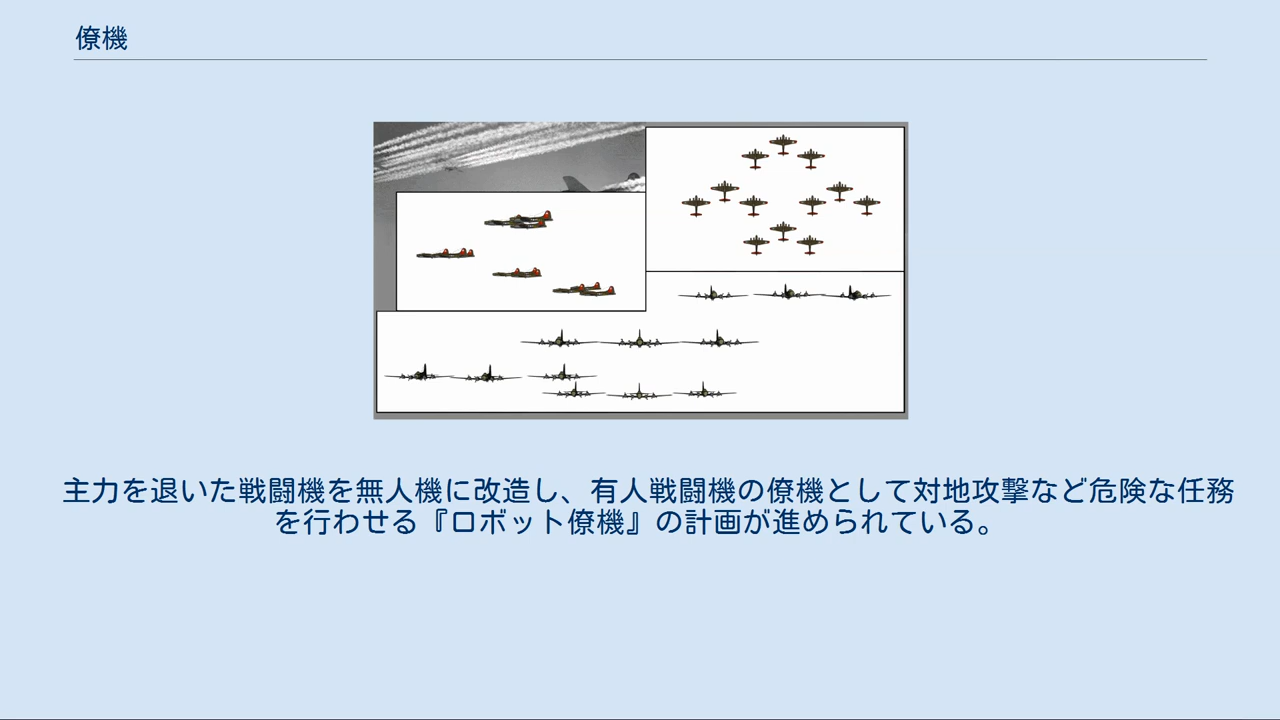 僚機
主力を退いた戦闘機を無人機に改造し、有人戦闘機の僚機として対地攻撃など危険な任務
を行わせる『ロボット僚機』の計画が進められている。